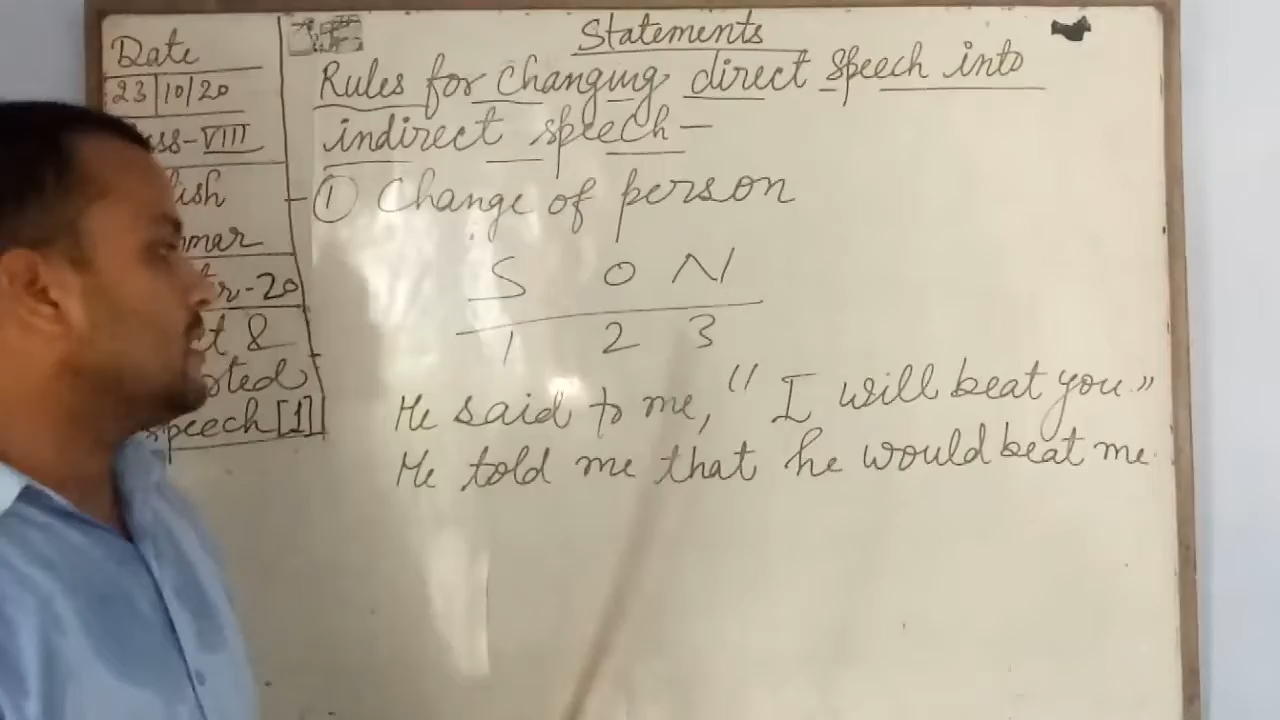 Date
23/10/20
VIII
Statements
Rules for changing direct speech into
indirect speech-
① Change of person
S O N
1 2 3
He said to me, "I will beat you"
He told me that he would beat me.
-20
&
speech [1]